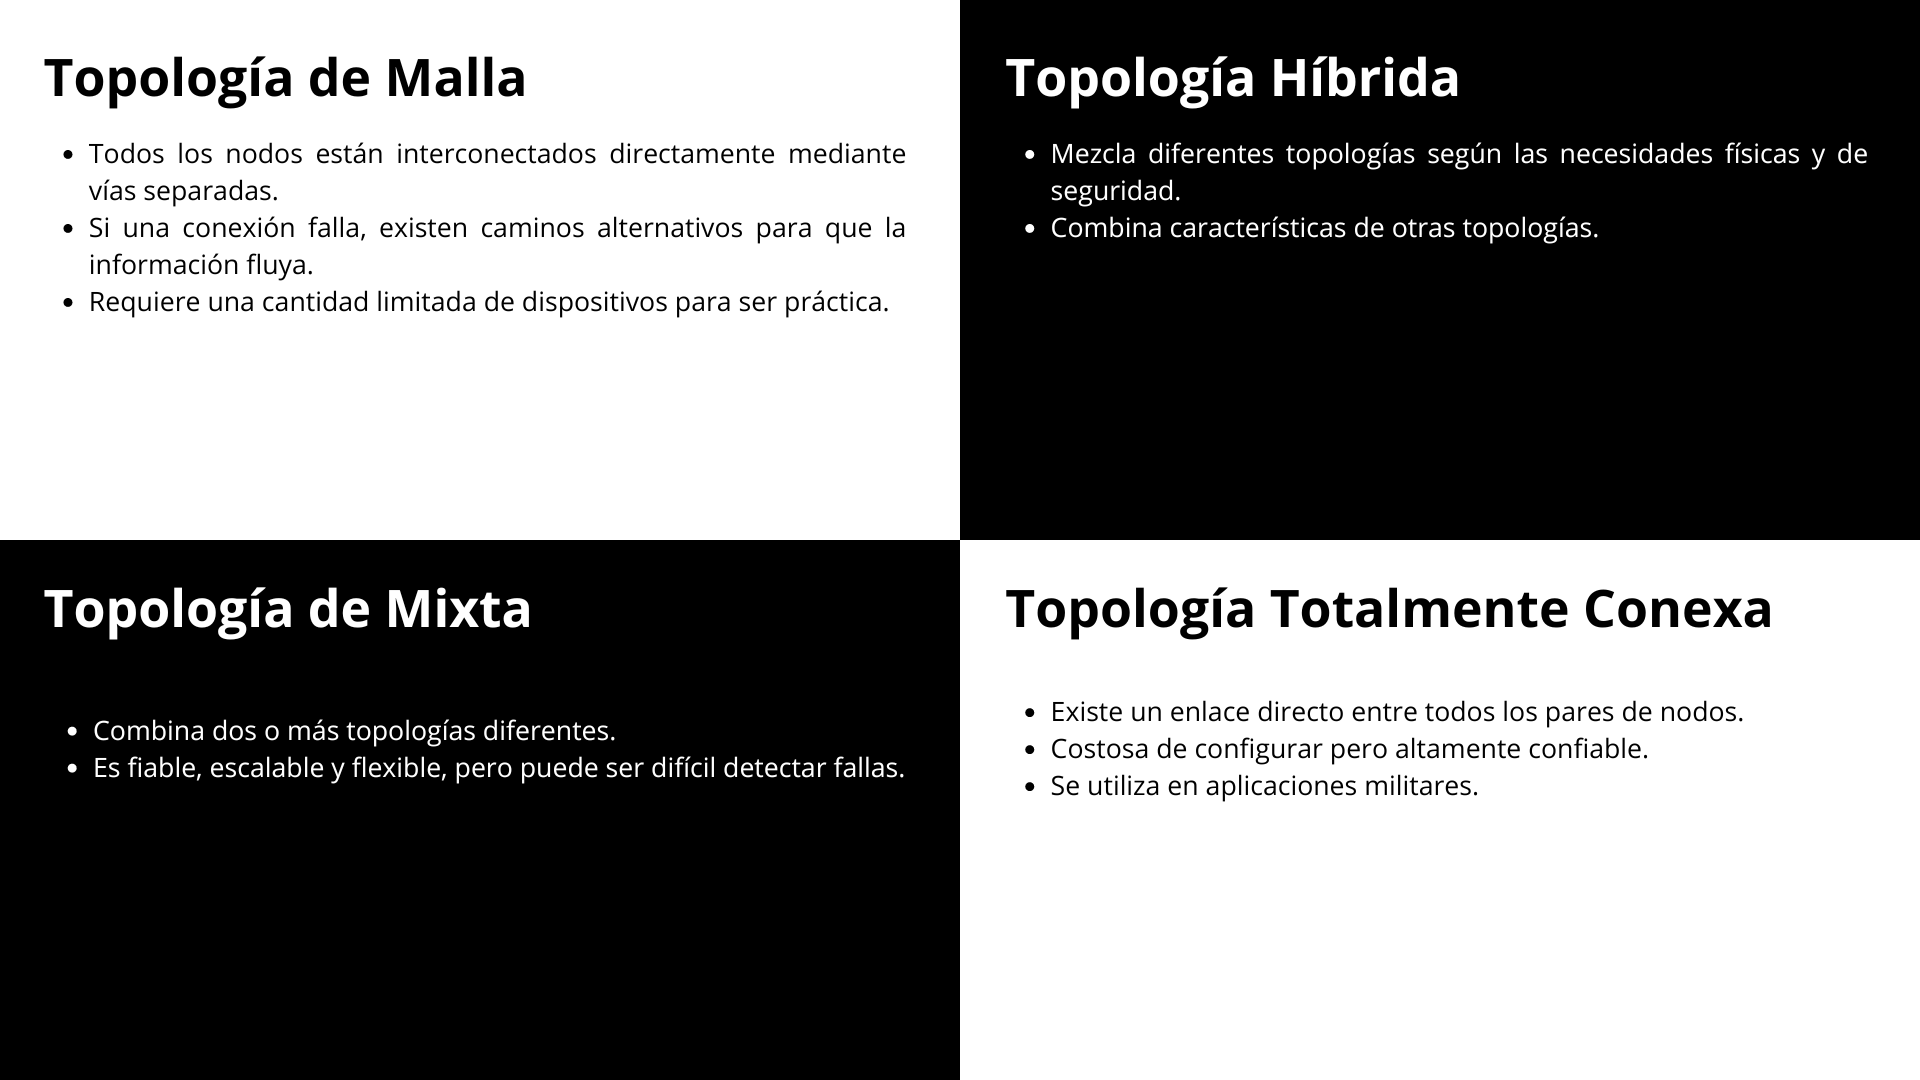 Topología de Malla
• Todos los nodos están interconectados directamente mediante
vías separadas.
• Si una conexión falla, existen caminos alternativos para que la
información fluya.
• Requiere una cantidad limitada de dispositivos para ser práctica.
Topología Híbrida
• Mezcla diferentes topologías según las necesidades físicas y de
seguridad.
• Combina características de otras topologías.
Topología de Mixta
• Combina dos o más topologías diferentes.
• Es fiable, escalable y flexible, pero puede ser difícil detectar fallas.
Topología Totalmente Conexa
• Existe un enlace directo entre todos los pares de nodos.
• Costosa de configurar pero altamente confiable.
• Se utiliza en aplicaciones militares.